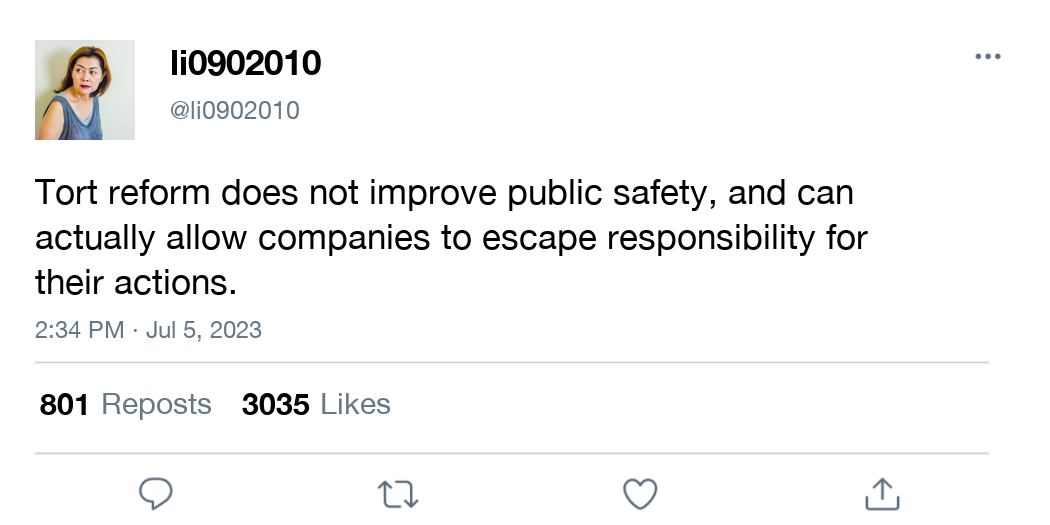 li0902010
@li0902010
Tort reform does not improve public safety, and can
actually allow companies to escape responsibility for
their actions.
2:34 PM · Jul 5, 2023
801 Reposts 3035 Likes